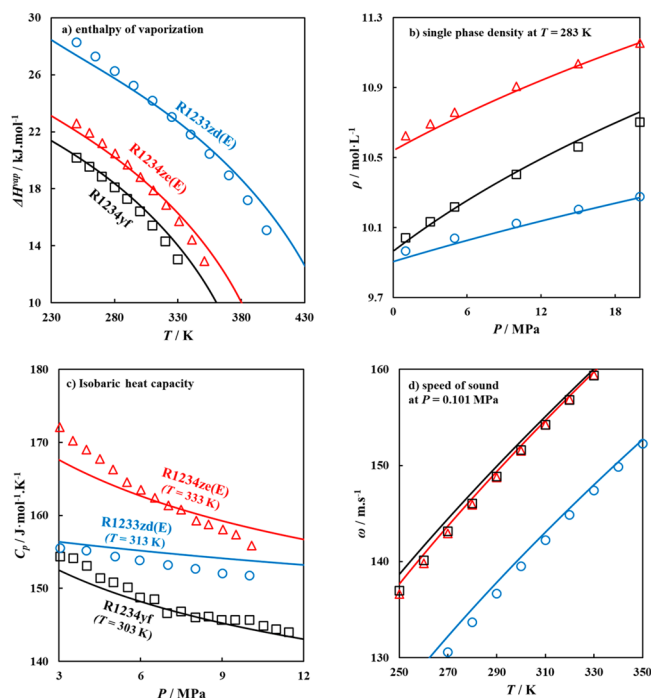 a) enthalpy of vaporization
ΔHᵛᵃᵖ / kJ.mol⁻¹
30
26
22
18
14
10
R1233zd(E)
R1234ze(E)
R1234yf
230 280 330 380 430
T / K
b) single phase density at T = 283 K
ρ / mol·L⁻¹
11.3
10.9
10.5
10.1
9.7
0 6 12 18
P / MPa
c) Isobaric heat capacity
Cₚ / J·mol⁻¹.K⁻¹
180
170
160
150
140
R1234ze(E)
(T = 333 K)
R1233zd(E)
(T = 313 K)
R1234yf
(T = 303 K)
3 6 9 12
P / MPa
d) speed of sound
at P = 0.101 MPa
ω / m.s⁻¹
160
150
140
130
250 270 290 310 330 350
T / K